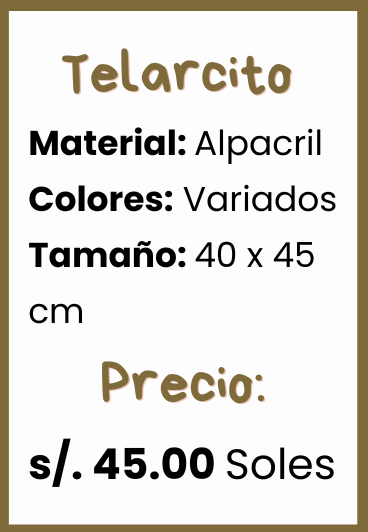 Telarcito
Material: Alpacril
Colores: Variados
Tamaño: 40 x 45
cm
Precio:
s/. 45.00 Soles